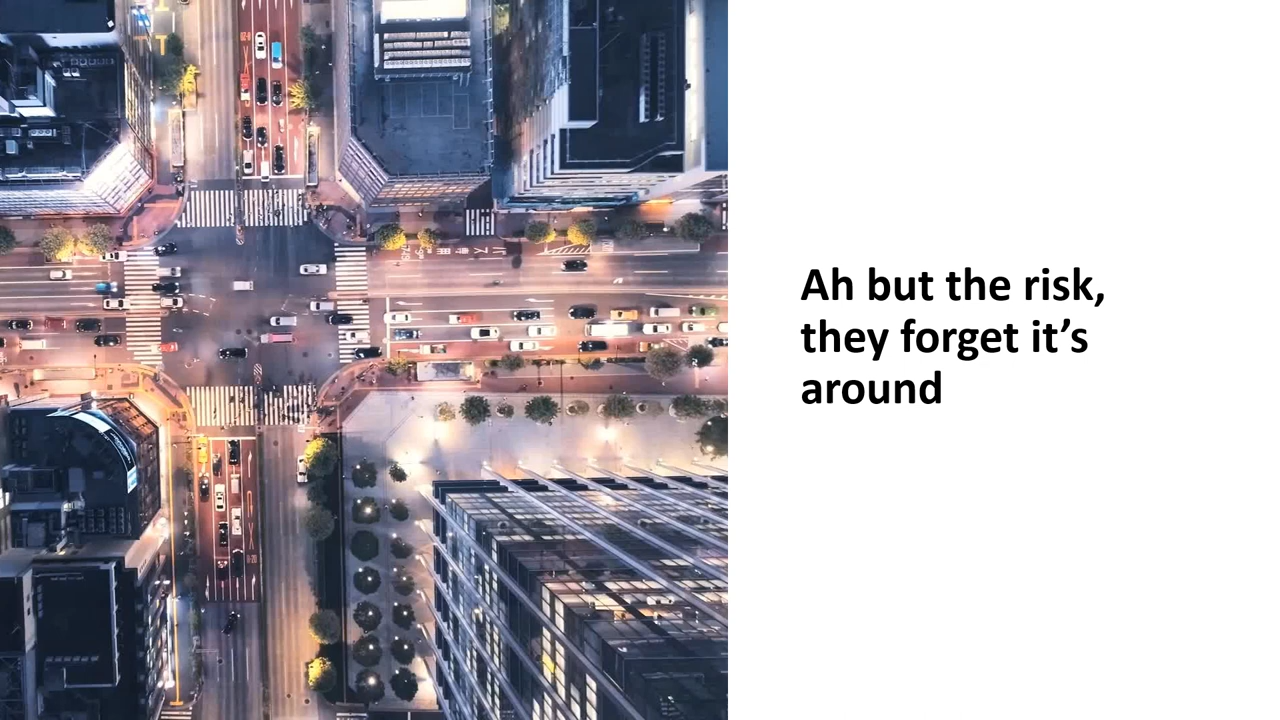 Ah but the risk,
they forget it’s
around